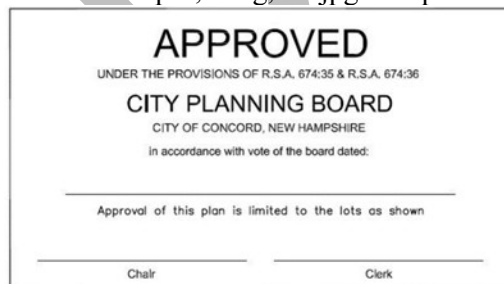 APPROVED
UNDER THE PROVISIONS OF R.S.A. 674:35 & R.S.A. 674:36
CITY PLANNING BOARD
CITY OF CONCORD, NEW HAMPSHIRE
in accordance with vote of the board dated:
Approval of this plan is limited to the lots as shown
Chair Clerk